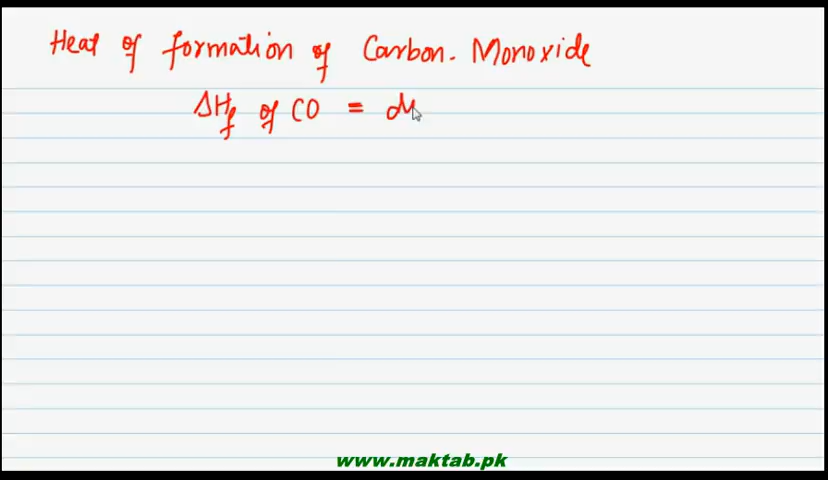 Heat of formation of Carbon. Monoxide
ΔHf of CO =
www.maktab.pk